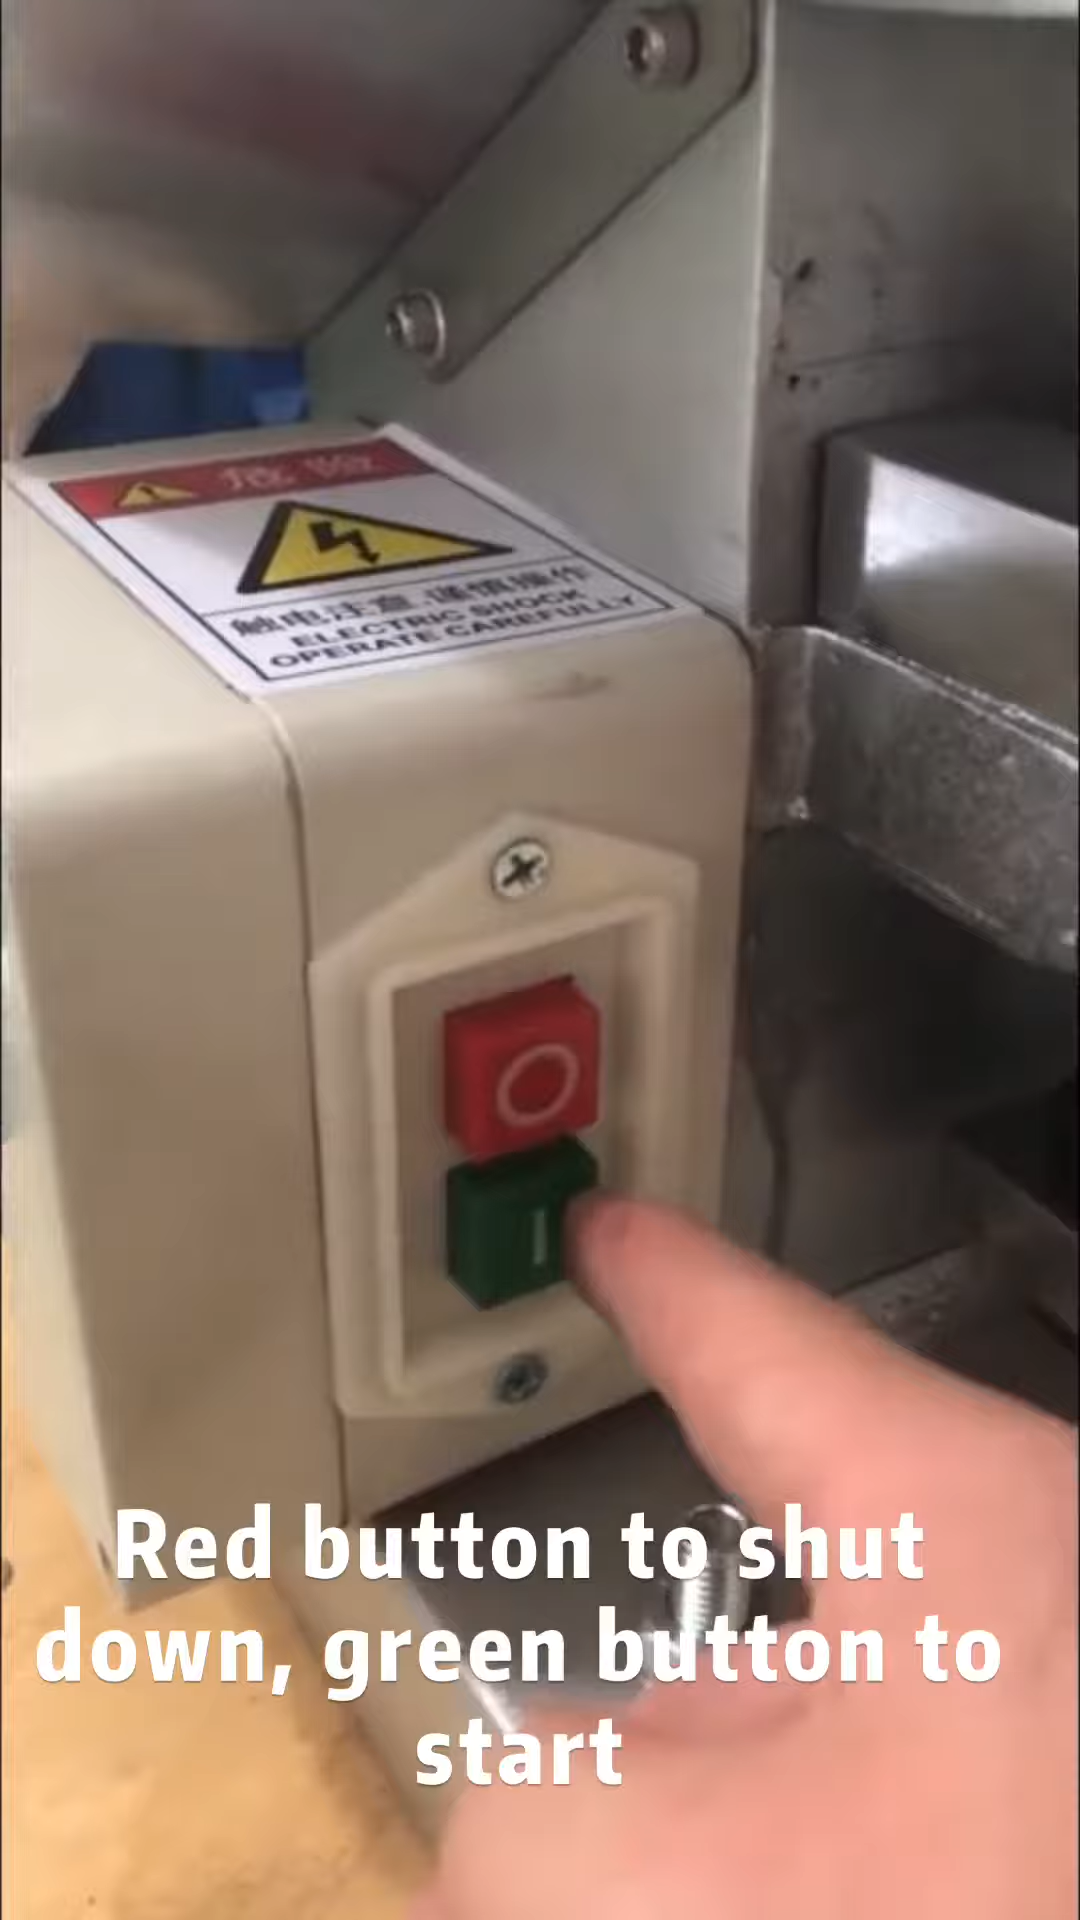 危险
触电注意 谨慎操作
ELECTRIC SHOCK
OPERATE CAREFULLY
O
I
Red button to shut
down, green button to
start